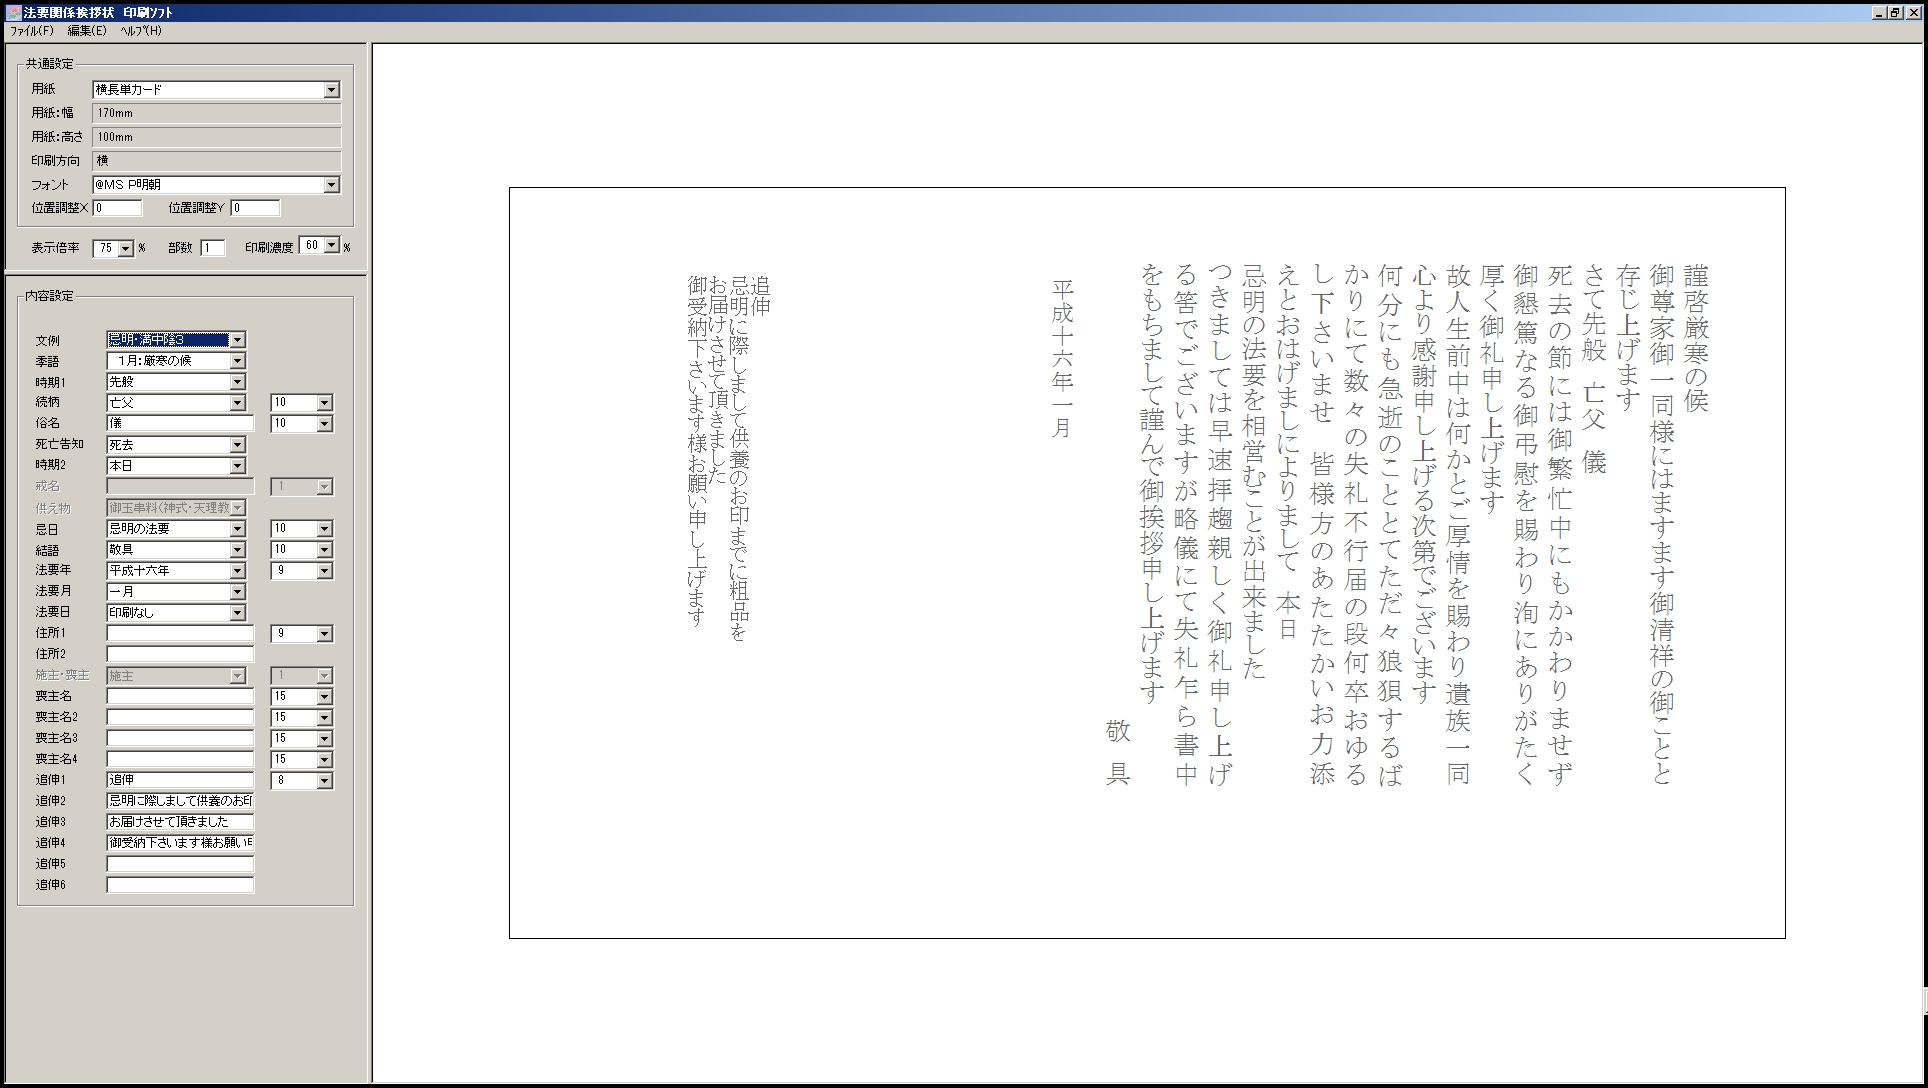 法要関係挨拶状 印刷ソフト
ファイル(F) 編集(E) ヘルプ(H)
共通設定
用紙 横長単カード
用紙:幅 170mm
用紙:高さ 100mm
印刷方向 横
フォント @MS P明朝
位置調整X 0 位置調整Y 0
表示倍率 75 % 部数 1 印刷濃度 60 %
内容設定
文例 忌明・満中陰3
季語 1月:厳寒の候
時期1 先般
続柄 亡父 10
俗名 儀 10
死亡告知 死去
時期2 本日
戒名 1
供え物 御玉串料(神式・天理教
忌日 忌明の法要 10
結語 敬具 10
法要年 平成十六年 9
法要月 一月
法要日 印刷なし
住所1 9
住所2
施主・喪主 施主 1
喪主名 15
喪主名2 15
喪主名3 15
喪主名4 15
追伸1 追伸 8
追伸2 忌明に際しまして供養のお印
追伸3 お届けさせて頂きました
追伸4 御受納下さいます様お願い
追伸5
追伸6
謹啓厳寒の候
御尊家御一同様にはますます御清祥の御ことと
存じ上げます
さて先般 亡父 儀
死去の節には御繁忙中にもかかわりませず
御懇篤なる御弔慰を賜わり洵にありがたく
厚く御礼申し上げます
故人生前中は何かとご厚情を賜わり遺族一同
心より感謝申し上げる次第でございます
何分にも急逝のこととてただ々狼狽するば
かりにて数々の失礼不行届の段何卒おゆる
し下さいませ 皆様方のあたたかいお力添
えとおはげましによりまして 本日
忌明の法要を相営むことが出来ました
つきましては早速拝趨親しく御礼申し上げ
る筈でございますが略儀にて失礼乍ら書中
をもちまして謹んで御挨拶申し上げます
敬具
平成十六年一月
追伸
忌明に際しまして供養のお印までに粗品を
お届けさせて頂きました
御受納下さいます様お願い申し上げます